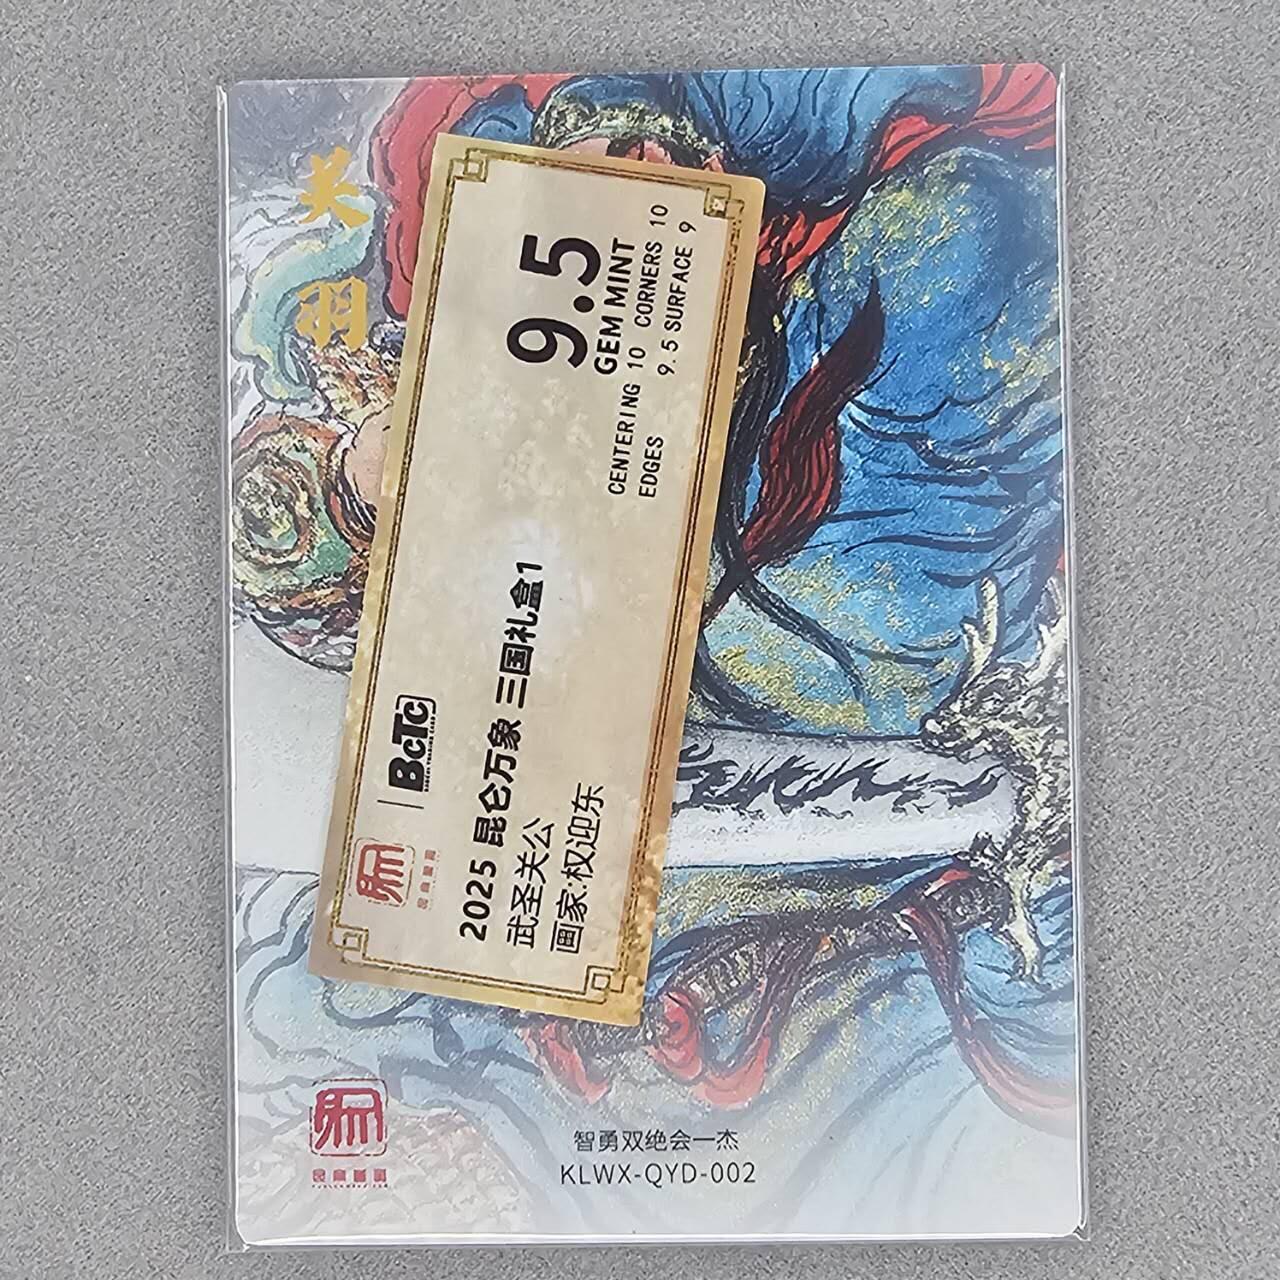 关羽
BCTC
2025 昆仑万象 三国礼盒1
武圣关公
画家:权迎东
9.5
GEM MINT
CENTERING 10 CORNERS 10
EDGES 9.5 SURFACE 9
智勇双绝会一杰
KLWX-QYD-002